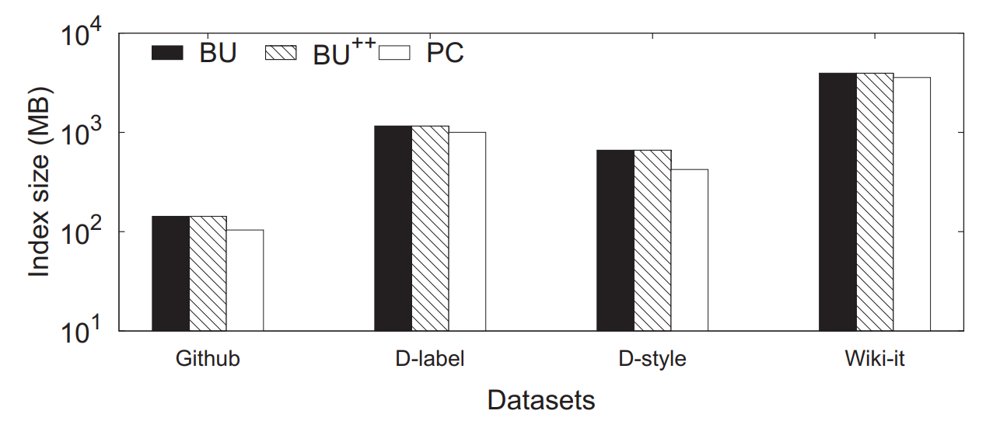 10^4
BU BU^++ PC
10^3
10^2
10^1
Index size (MB)
Github D-label D-style Wiki-it
Datasets